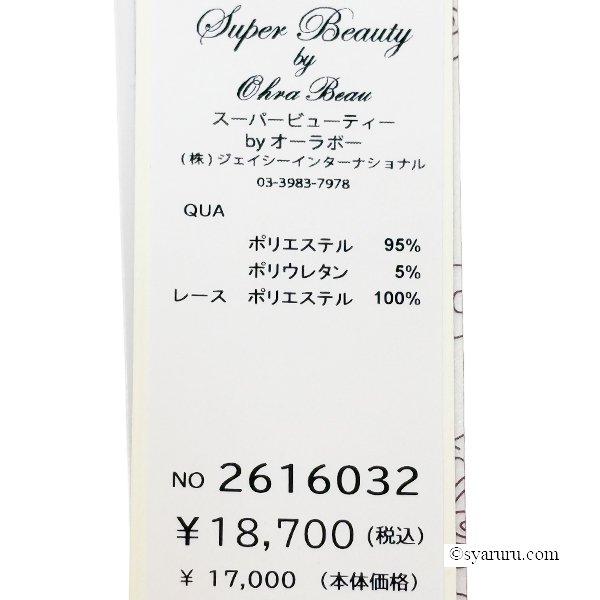 Super Beauty
by
Ohra Beau
スーパービューティー
by オーラボー
(株)ジェイシーインターナショナル
03-3983-7978
QUA
ポリエステル 95%
ポリウレタン 5%
レース ポリエステル 100%
NO 2616032
¥18,700(税込)
¥ 17,000 (本体価格)
©syaruru.com